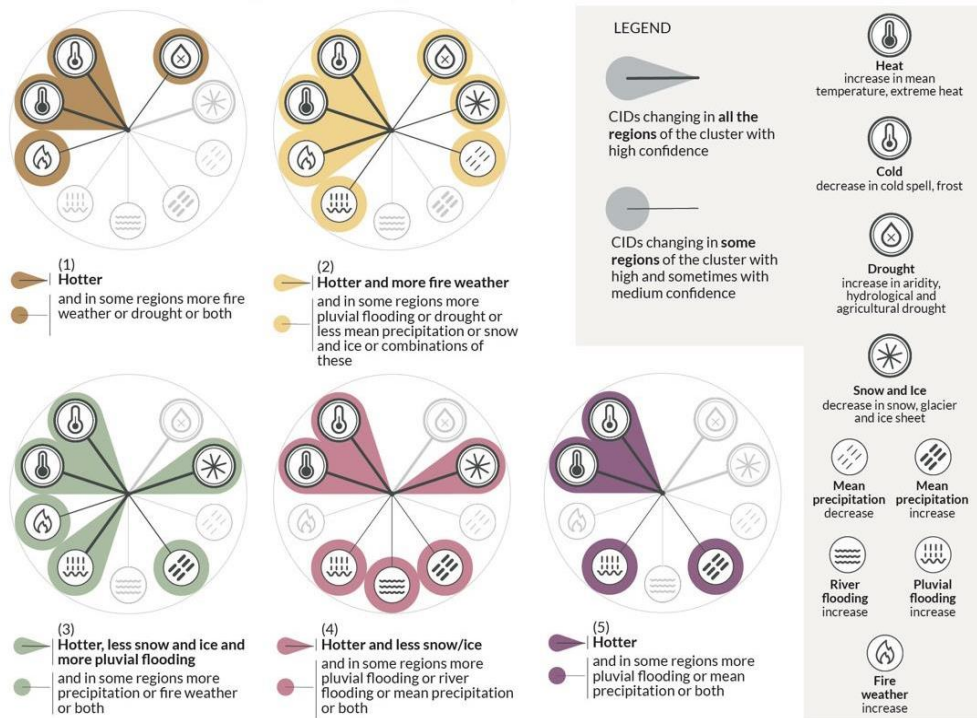 (1)
Hotter
and in some regions more fire
weather or drought or both
(2)
Hotter and more fire weather
and in some regions more
pluvial flooding or drought or
less mean precipitation or snow
and ice or combinations of
these
(3)
Hotter, less snow and ice and
more pluvial flooding
and in some regions more
precipitation or fire weather
or both
(4)
Hotter and less snow/ice
and in some regions more
pluvial flooding or river
flooding or mean precipitation
or both
(5)
Hotter
and in some regions more
pluvial flooding or mean
precipitation or both
LEGEND
CIDs changing in all the
regions of the cluster with
high confidence
CIDs changing in some
regions of the cluster with
high and sometimes with
medium confidence
Heat
increase in mean
temperature, extreme heat
Cold
decrease in cold spell, frost
Drought
increase in aridity,
hydrological and
agricultural drought
Snow and Ice
decrease in snow, glacier
and ice sheet
Mean
precipitation
decrease
Mean
precipitation
increase
River
flooding
increase
Pluvial
flooding
increase
Fire
weather
increase